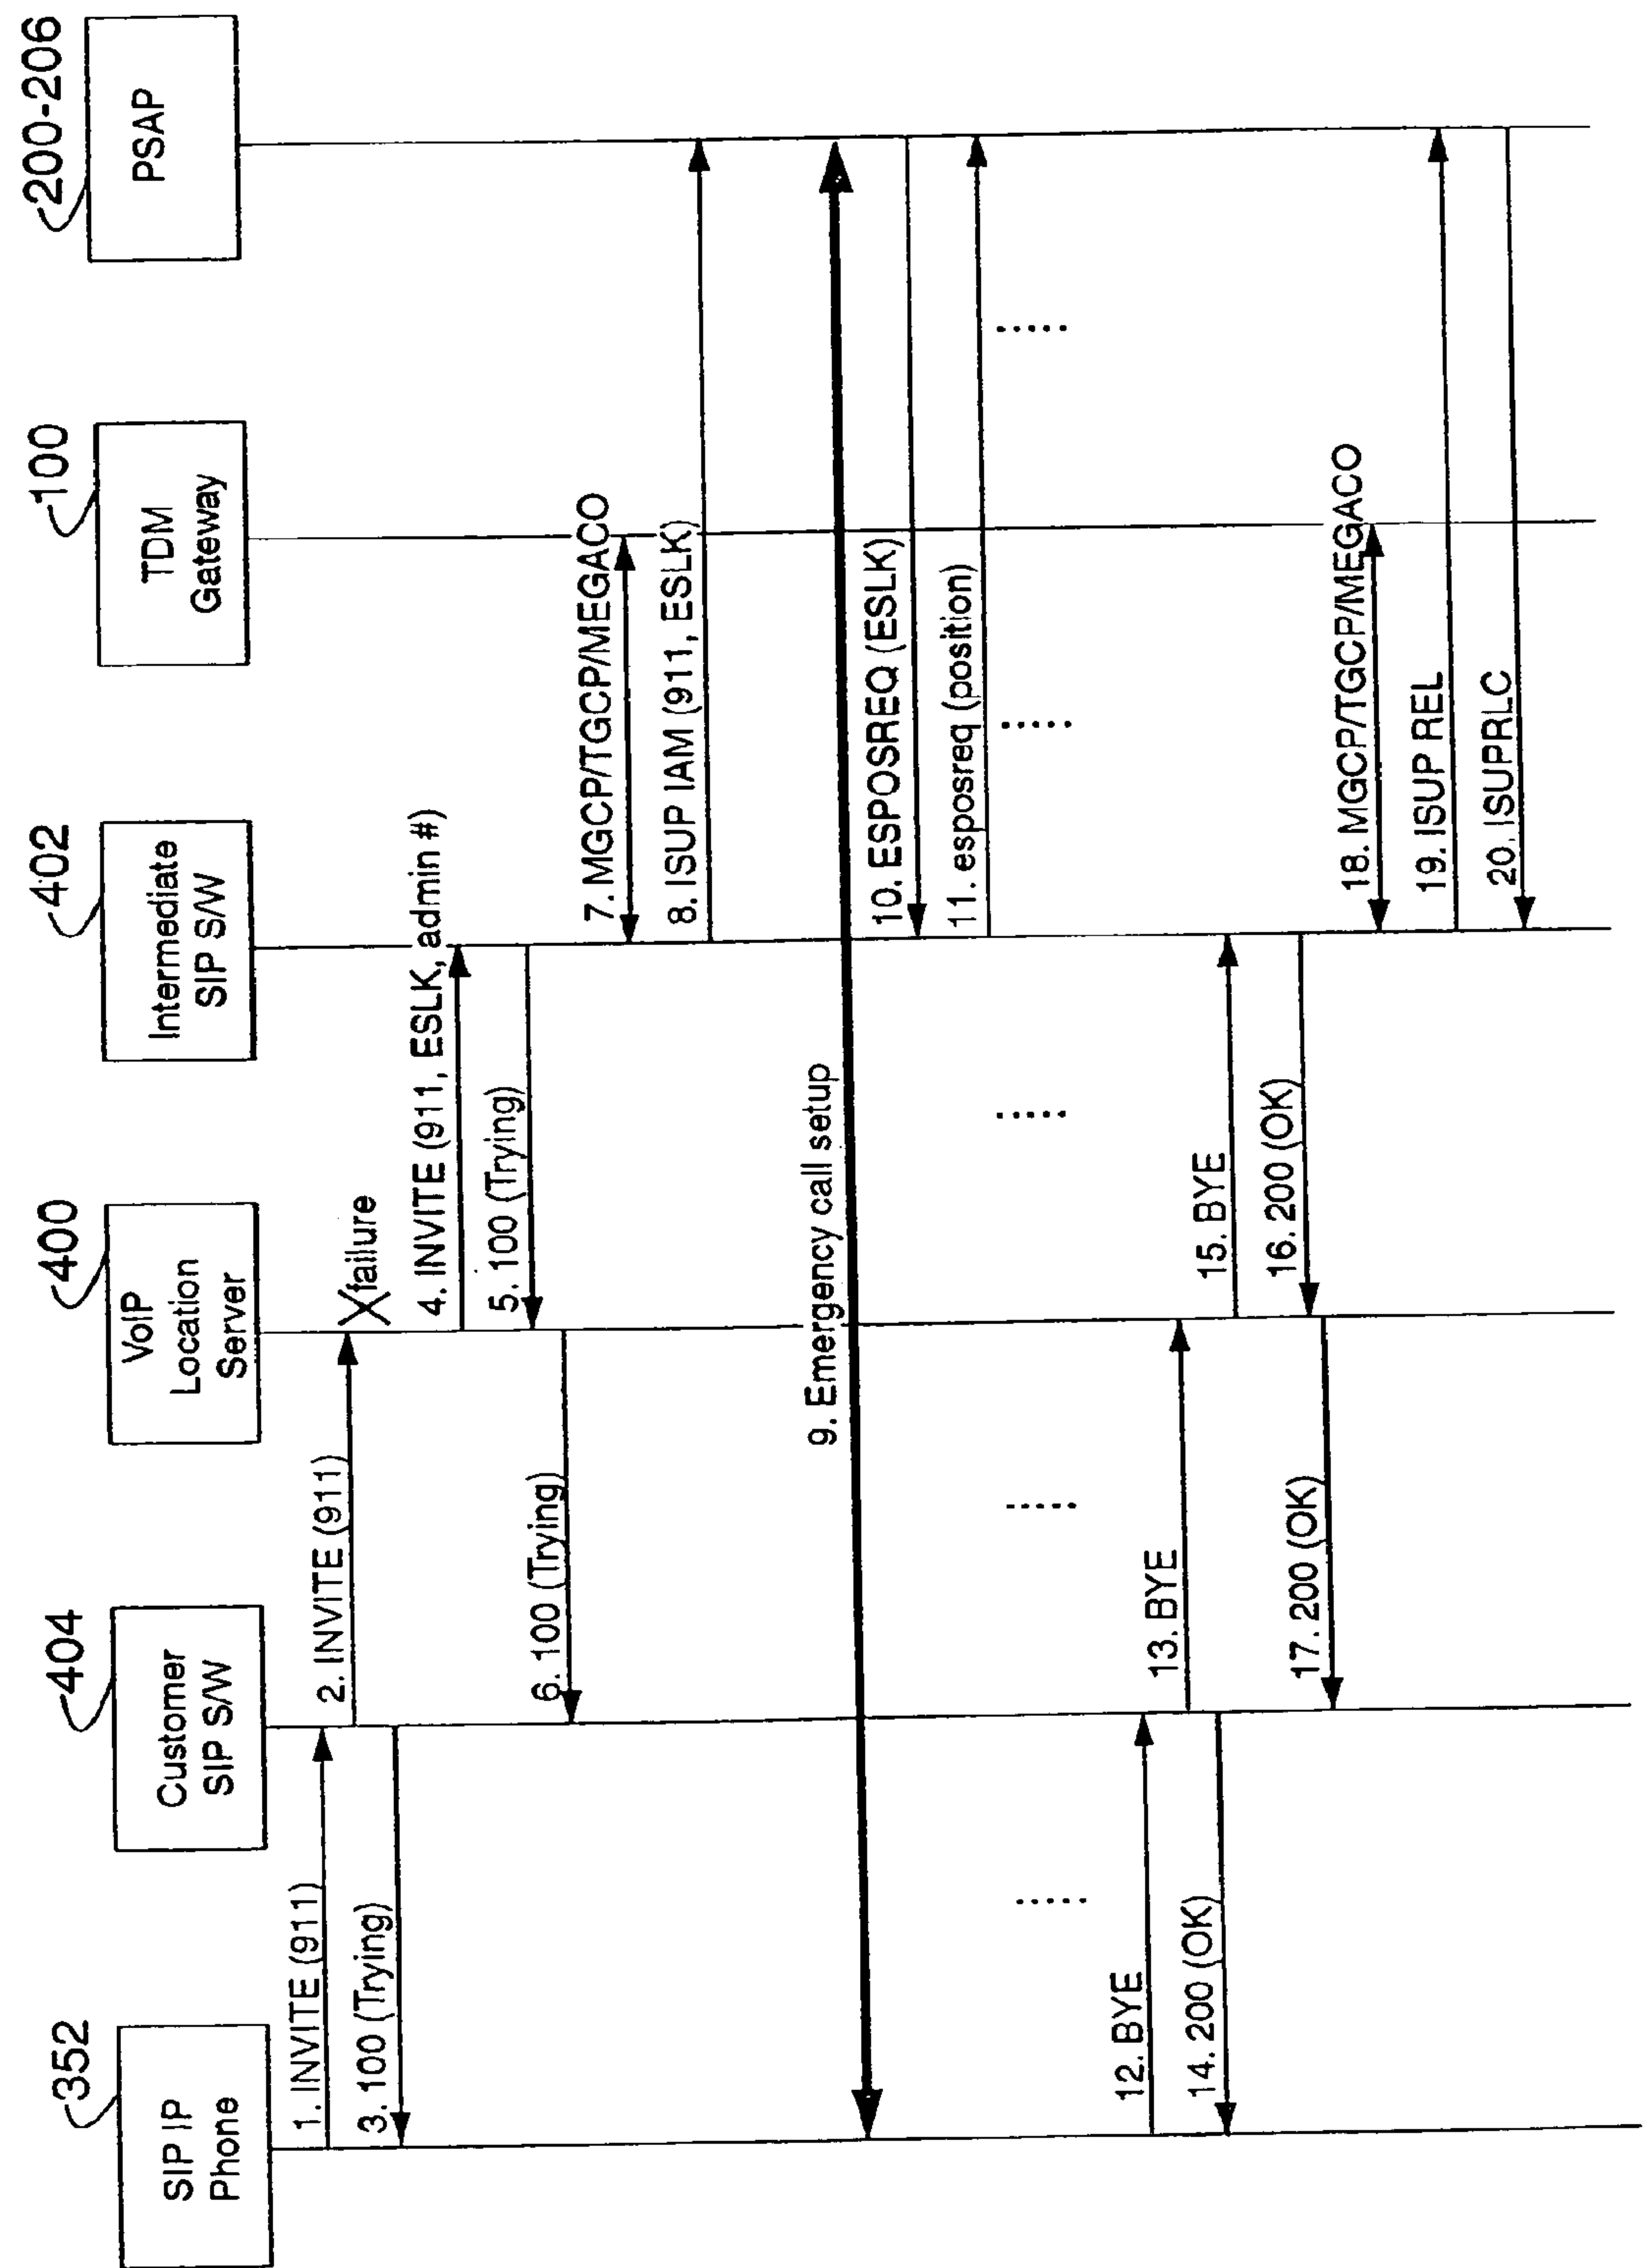 352
SIP IP
Phone
404
Customer
SIP S/W
400
VoIP
Location
Server
402
Intermediate
SIP S/W
100
TDM
Gateway
200-206
PSAP
1. INVITE (911)
2. INVITE (911)
failure
3. 100 (Trying)
4. INVITE (911, ESLK, admin #)
5. 100 (Trying)
6. 100 (Trying)
7. MGCP/TGCP/MEGACO
8. ISUP IAM (911, ESLK)
9. Emergency call setup
10. ESPOSREQ (ESLK)
11. esposreq (position)
.....
.....
.....
.....
.....
12. BYE
13. BYE
14. 200 (OK)
15. BYE
16. 200 (OK)
17. 200 (OK)
18. MGCP/TGCP/MEGACO
19. ISUP REL
20. ISUPRLC